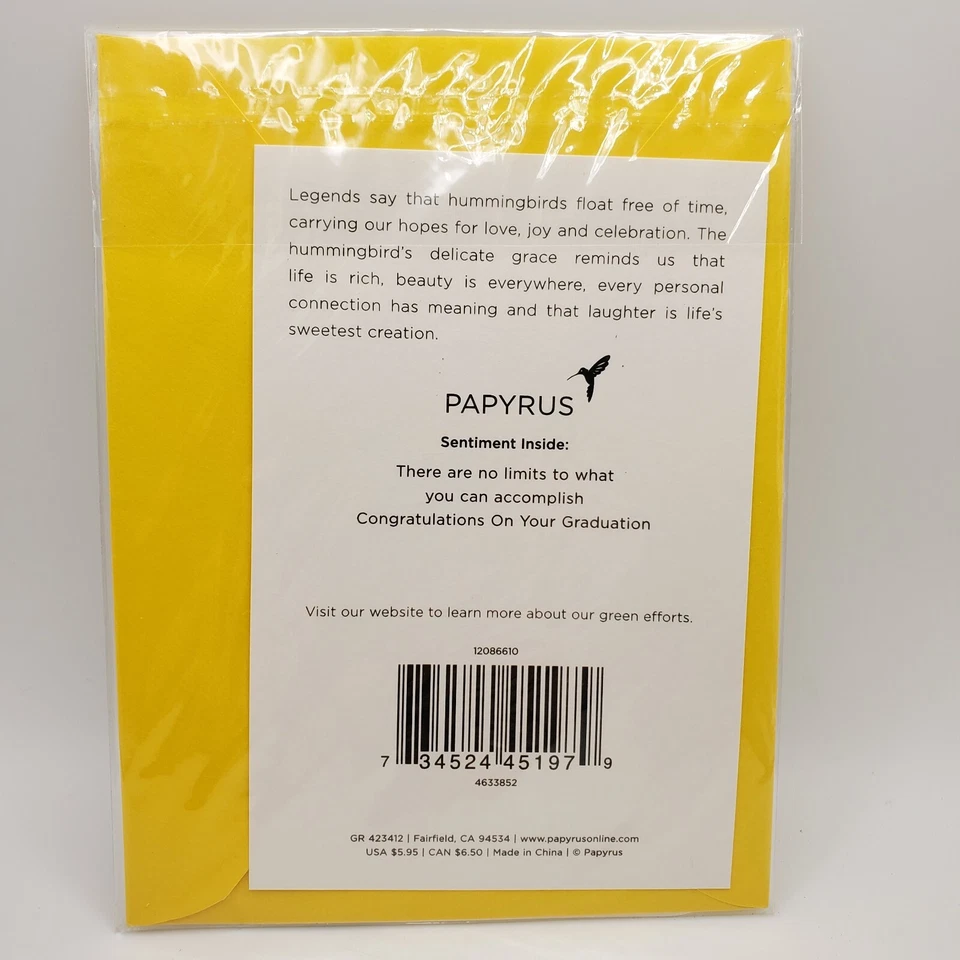 Legends say that hummingbirds float free of time,
carrying our hopes for love, joy and celebration. The
hummingbird's delicate grace reminds us that
life is rich, beauty is everywhere, every personal
connection has meaning and that laughter is life's
sweetest creation.
PAPYRUS
Sentiment Inside:
There are no limits to what
you can accomplish
Congratulations On Your Graduation
Visit our website to learn more about our green efforts.
12086610
7 34524 45197 9
4633852
GR 423412 | Fairfield, CA 94534 | www.papyrusonline.com
USA $5.95 | CAN $6.50 | Made in China | © Papyrus